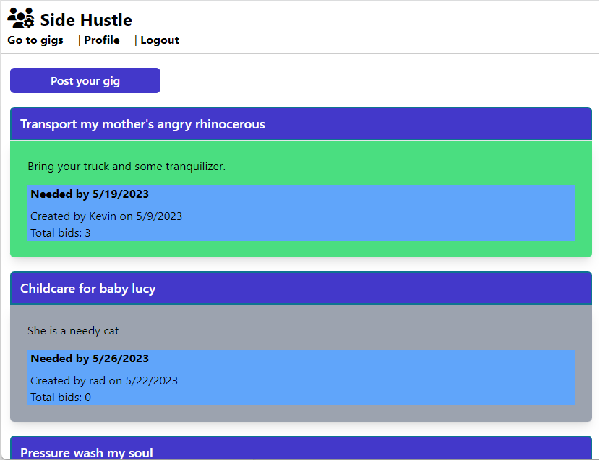 Side Hustle
Go to gigs | Profile | Logout
Post your gig
Transport my mother's angry rhinocerous
Bring your truck and some tranquilizer.
Needed by 5/19/2023
Created by Kevin on 5/9/2023
Total bids: 3
Childcare for baby lucy
She is a needy cat
Needed by 5/26/2023
Created by rad on 5/22/2023
Total bids: 0
Pressure wash my soul